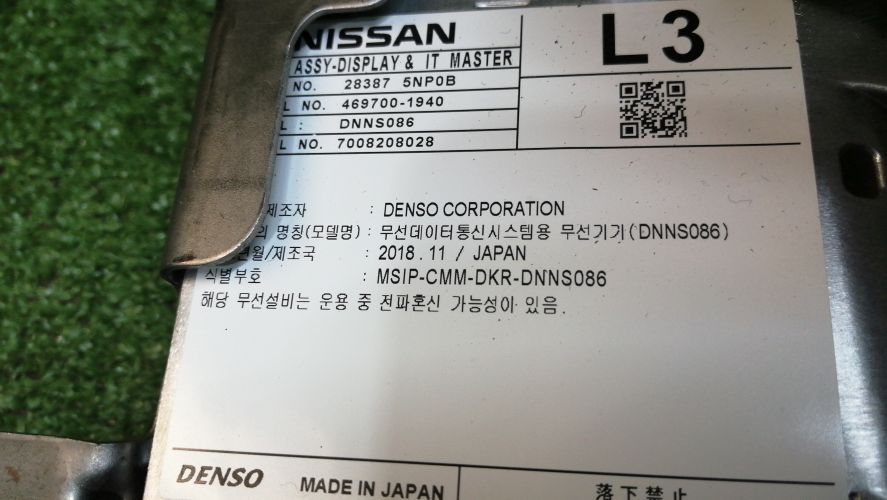 NISSAN
L3
ASSY-DISPLAY & IT MASTER
NO. 28387 5NP0B
L NO. 469700-1940
L : DNNS086
L NO. 7008208028
제조자 : DENSO CORPORATION
의 명칭(모델명) : 무선데이터통신시스템용 무선기기(DNNS086)
년월/제조국 : 2018.11 / JAPAN
식별부호 : MSIP-CMM-DKR-DNNS086
해당 무선설비는 운용 중 전파혼신 가능성이 있음.
DENSO MADE IN JAPAN
落下禁止